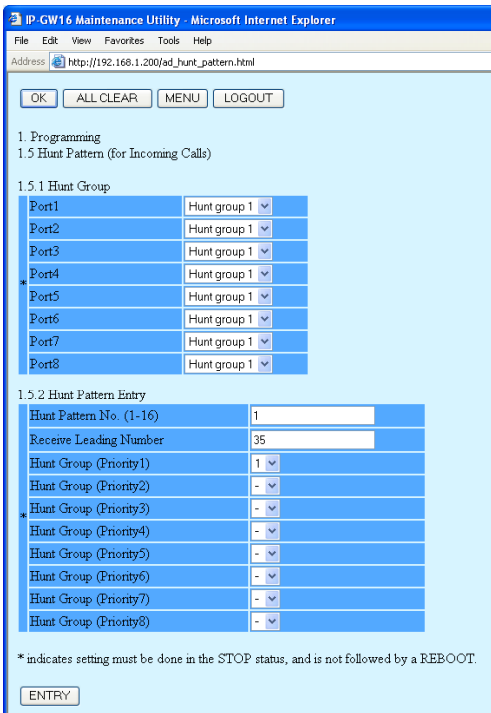 IP-GW16 Maintenance Utility - Microsoft Internet Explorer
File Edit View Favorites Tools Help
Address http://192.168.1.200/ad_hunt_pattern.html
OK ALL CLEAR MENU LOGOUT
1. Programming
1.5 Hunt Pattern (for Incoming Calls)
1.5.1 Hunt Group
Port1 Hunt group 1
Port2 Hunt group 1
Port3 Hunt group 1
* Port4 Hunt group 1
Port5 Hunt group 1
Port6 Hunt group 1
Port7 Hunt group 1
Port8 Hunt group 1
1.5.2 Hunt Pattern Entry
Hunt Pattern No. (1-16) 1
Receive Leading Number 35
Hunt Group (Priority1) 1
Hunt Group (Priority2) -
* Hunt Group (Priority3) -
Hunt Group (Priority4) -
Hunt Group (Priority5) -
Hunt Group (Priority6) -
Hunt Group (Priority7) -
Hunt Group (Priority8) -
* indicates setting must be done in the STOP status, and is not followed by a REBOOT.
ENTRY